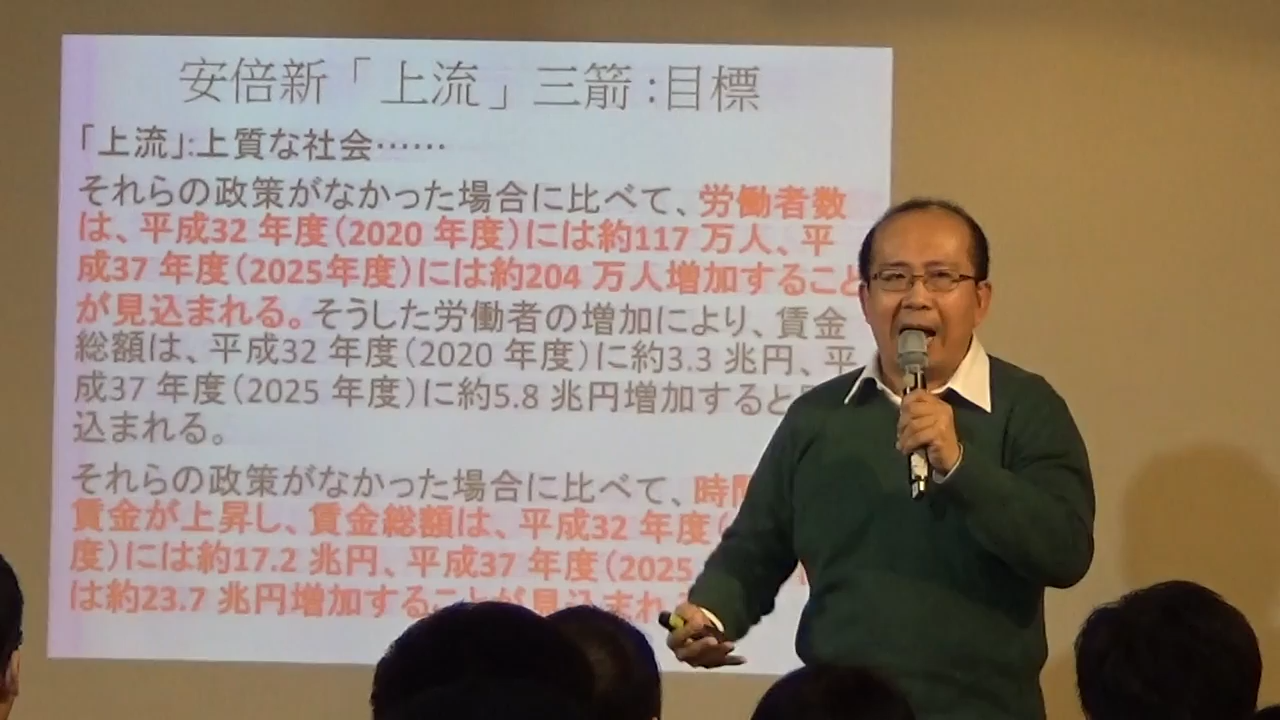 安倍新「上流」三箭:目標
「上流」:上質な社会……
それらの政策がなかった場合に比べて、労働者数
は、平成32 年度(2020 年度)には約117 万人、平
成37 年度(2025年度)には約204 万人増加すること
が見込まれる。そうした労働者の増加により、賃金
総額は、平成32 年度(2020 年度)に約3.3 兆円、平
成37 年度(2025 年度)に約5.8 兆円増加すると
込まれる。
それらの政策がなかった場合に比べて、時間
賃金が上昇し、賃金総額は、平成32 年度(
度)には約17.2 兆円、平成37 年度(2025
は約23.7 兆円増加することが見込まれ